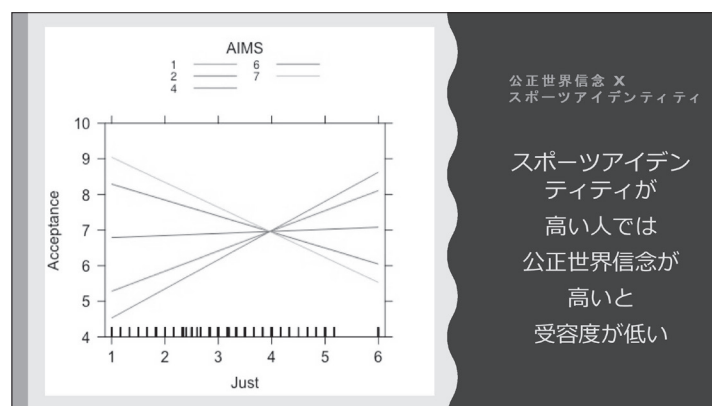 AIMS
1 6
2 7
4
10
9
8
7
6
5
4
Acceptance
1 2 3 4 5 6
Just
公正世界信念 X
スポーツアイデンティティ
スポーツアイデン
ティティが
高い人では
公正世界信念が
高いと
受容度が低い